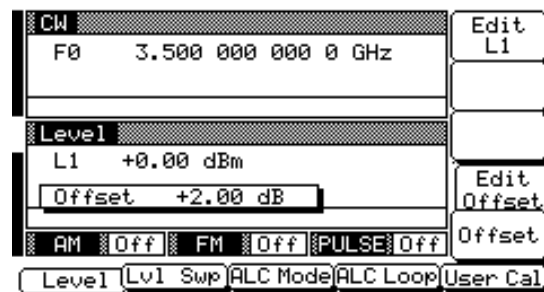 CW
F0 3.500 000 000 0 GHz
Level
L1 +0.00 dBm
Offset +2.00 dB
AM Off FM Off PULSE Off
Edit
L1
Edit
Offset
Offset
Level Lvl Swp ALC Mode ALC Loop User Cal